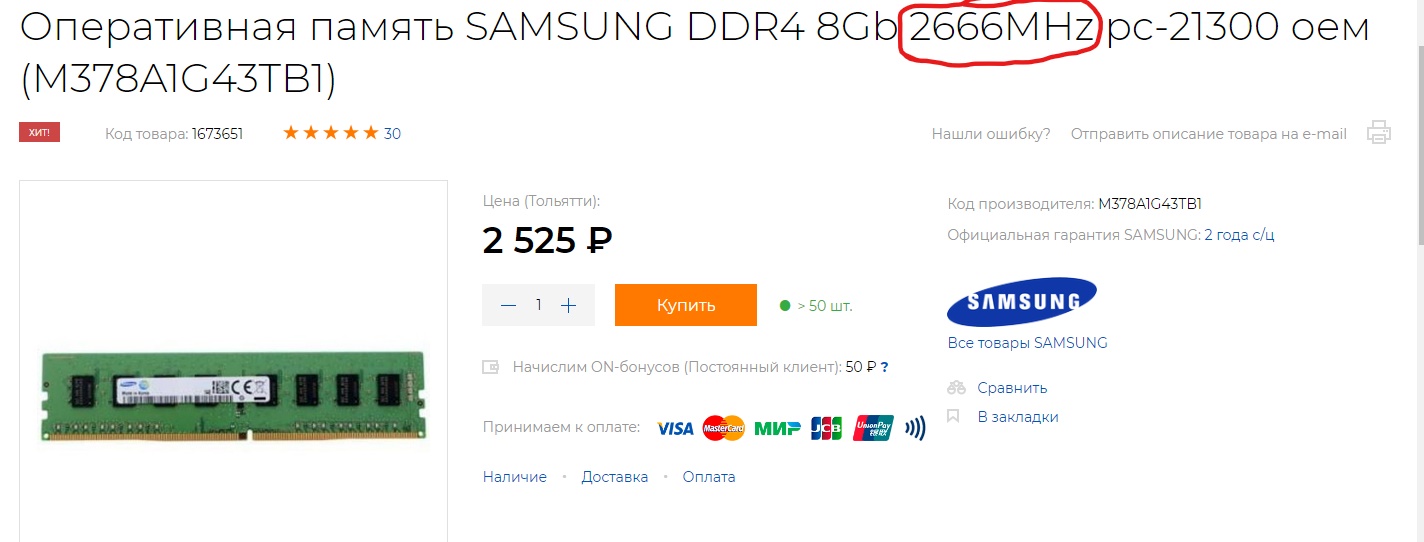 Оперативная память SAMSUNG DDR4 8Gb 2666MHz pc-21300 oem
(M378A1G43TB1)
ХИТ!
Код товара: 1673651
30
Нашли ошибку?
Отправить описание товара на e-mail
Цена (Тольятти):
2 525 ₽
— 1 +
Купить
> 50 шт.
Начислим ON-бонусов (Постоянный клиент): 50 ₽ ?
Принимаем к оплате:
VISA
MasterCard
МИР
JCB
UnionPay
银联
Наличие
Доставка
Оплата
Код производителя: M378A1G43TB1
Официальная гарантия SAMSUNG: 2 года с/ц
SAMSUNG
Все товары SAMSUNG
Сравнить
В закладки